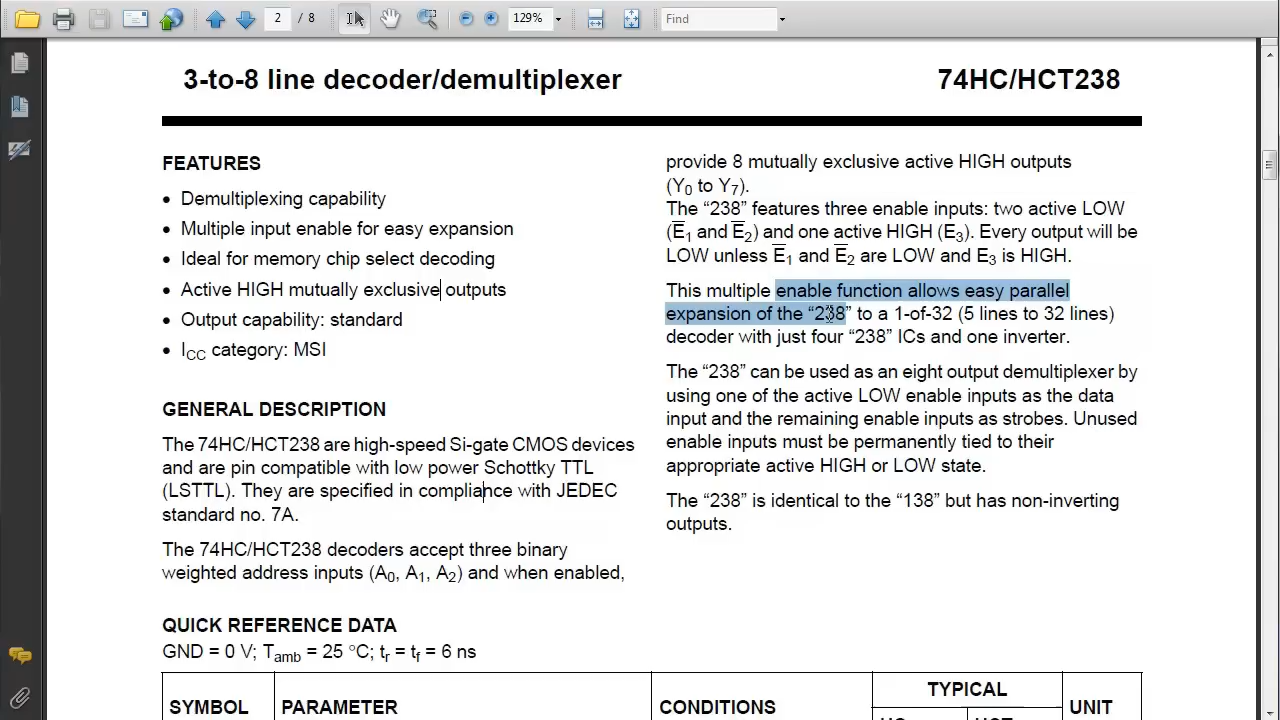 2 / 8
129%
Find
3-to-8 line decoder/demultiplexer 74HC/HCT238
FEATURES
• Demultiplexing capability
• Multiple input enable for easy expansion
• Ideal for memory chip select decoding
• Active HIGH mutually exclusive outputs
• Output capability: standard
• ICC category: MSI
GENERAL DESCRIPTION
The 74HC/HCT238 are high-speed Si-gate CMOS devices
and are pin compatible with low power Schottky TTL
(LSTTL). They are specified in compliance with JEDEC
standard no. 7A.
The 74HC/HCT238 decoders accept three binary
weighted address inputs (A0, A1, A2) and when enabled,
provide 8 mutually exclusive active HIGH outputs
(Y0 to Y7).
The “238” features three enable inputs: two active LOW
(E̅1 and E̅2) and one active HIGH (E3). Every output will be
LOW unless E̅1 and E̅2 are LOW and E3 is HIGH.
This multiple enable function allows easy parallel
expansion of the “238” to a 1-of-32 (5 lines to 32 lines)
decoder with just four “238” ICs and one inverter.
The “238” can be used as an eight output demultiplexer by
using one of the active LOW enable inputs as the data
input and the remaining enable inputs as strobes. Unused
enable inputs must be permanently tied to their
appropriate active HIGH or LOW state.
The “238” is identical to the “138” but has non-inverting
outputs.
QUICK REFERENCE DATA
GND = 0 V; Tamb = 25 °C; tr = tf = 6 ns
TYPICAL
SYMBOL PARAMETER CONDITIONS UNIT